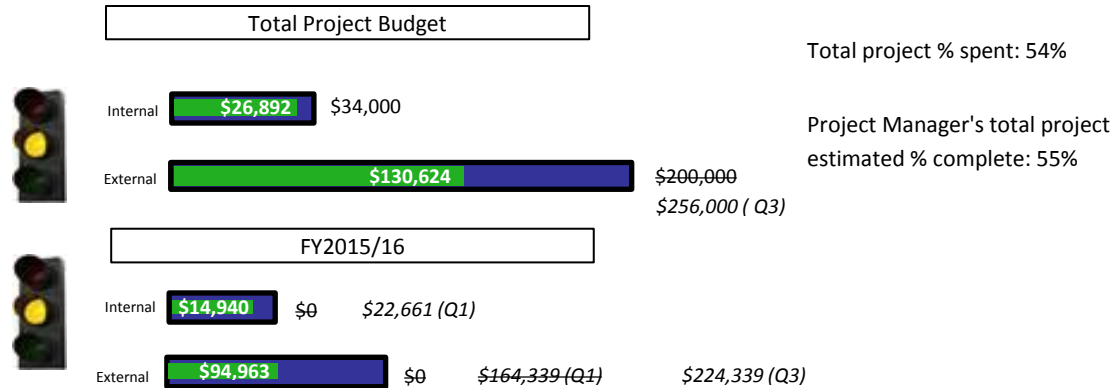 Total Project Budget
Total project % spent: 54%
Internal $26,892 $34,000
Project Manager's total project
estimated % complete: 55%
External $130,624 $200,000
$256,000 ( Q3)
FY2015/16
Internal $14,940 $0 $22,661 (Q1)
External $94,963 $0 $164,339 (Q1) $224,339 (Q3)